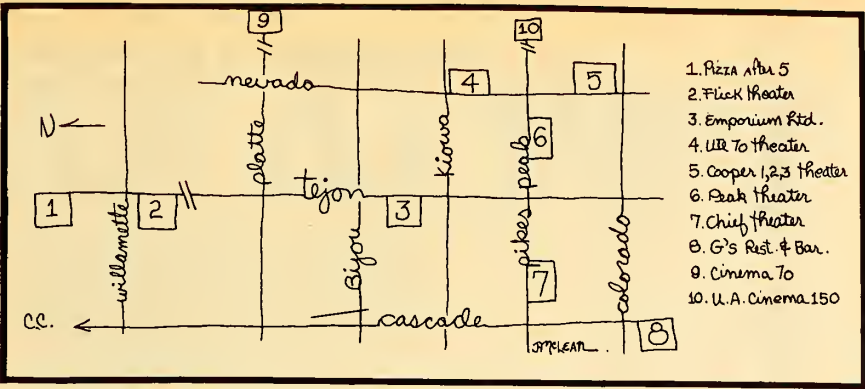 9
10
nevado
4
5
1. Pizza After 5
2. Flick theater
3. Emporium Ltd.
4. Ute 70 theater
5. Cooper 1,2,3 theater
6. Peak theater
7. Chief theater
8. G's Rest. & Bar.
9. Cinema 70
10. U.A. Cinema 150
N
platte
kiowa
pikes peak
6
tejon
1
2
3
willamette
Bijou
7
colorado
C.C.
cascade
8
J. McLEAN